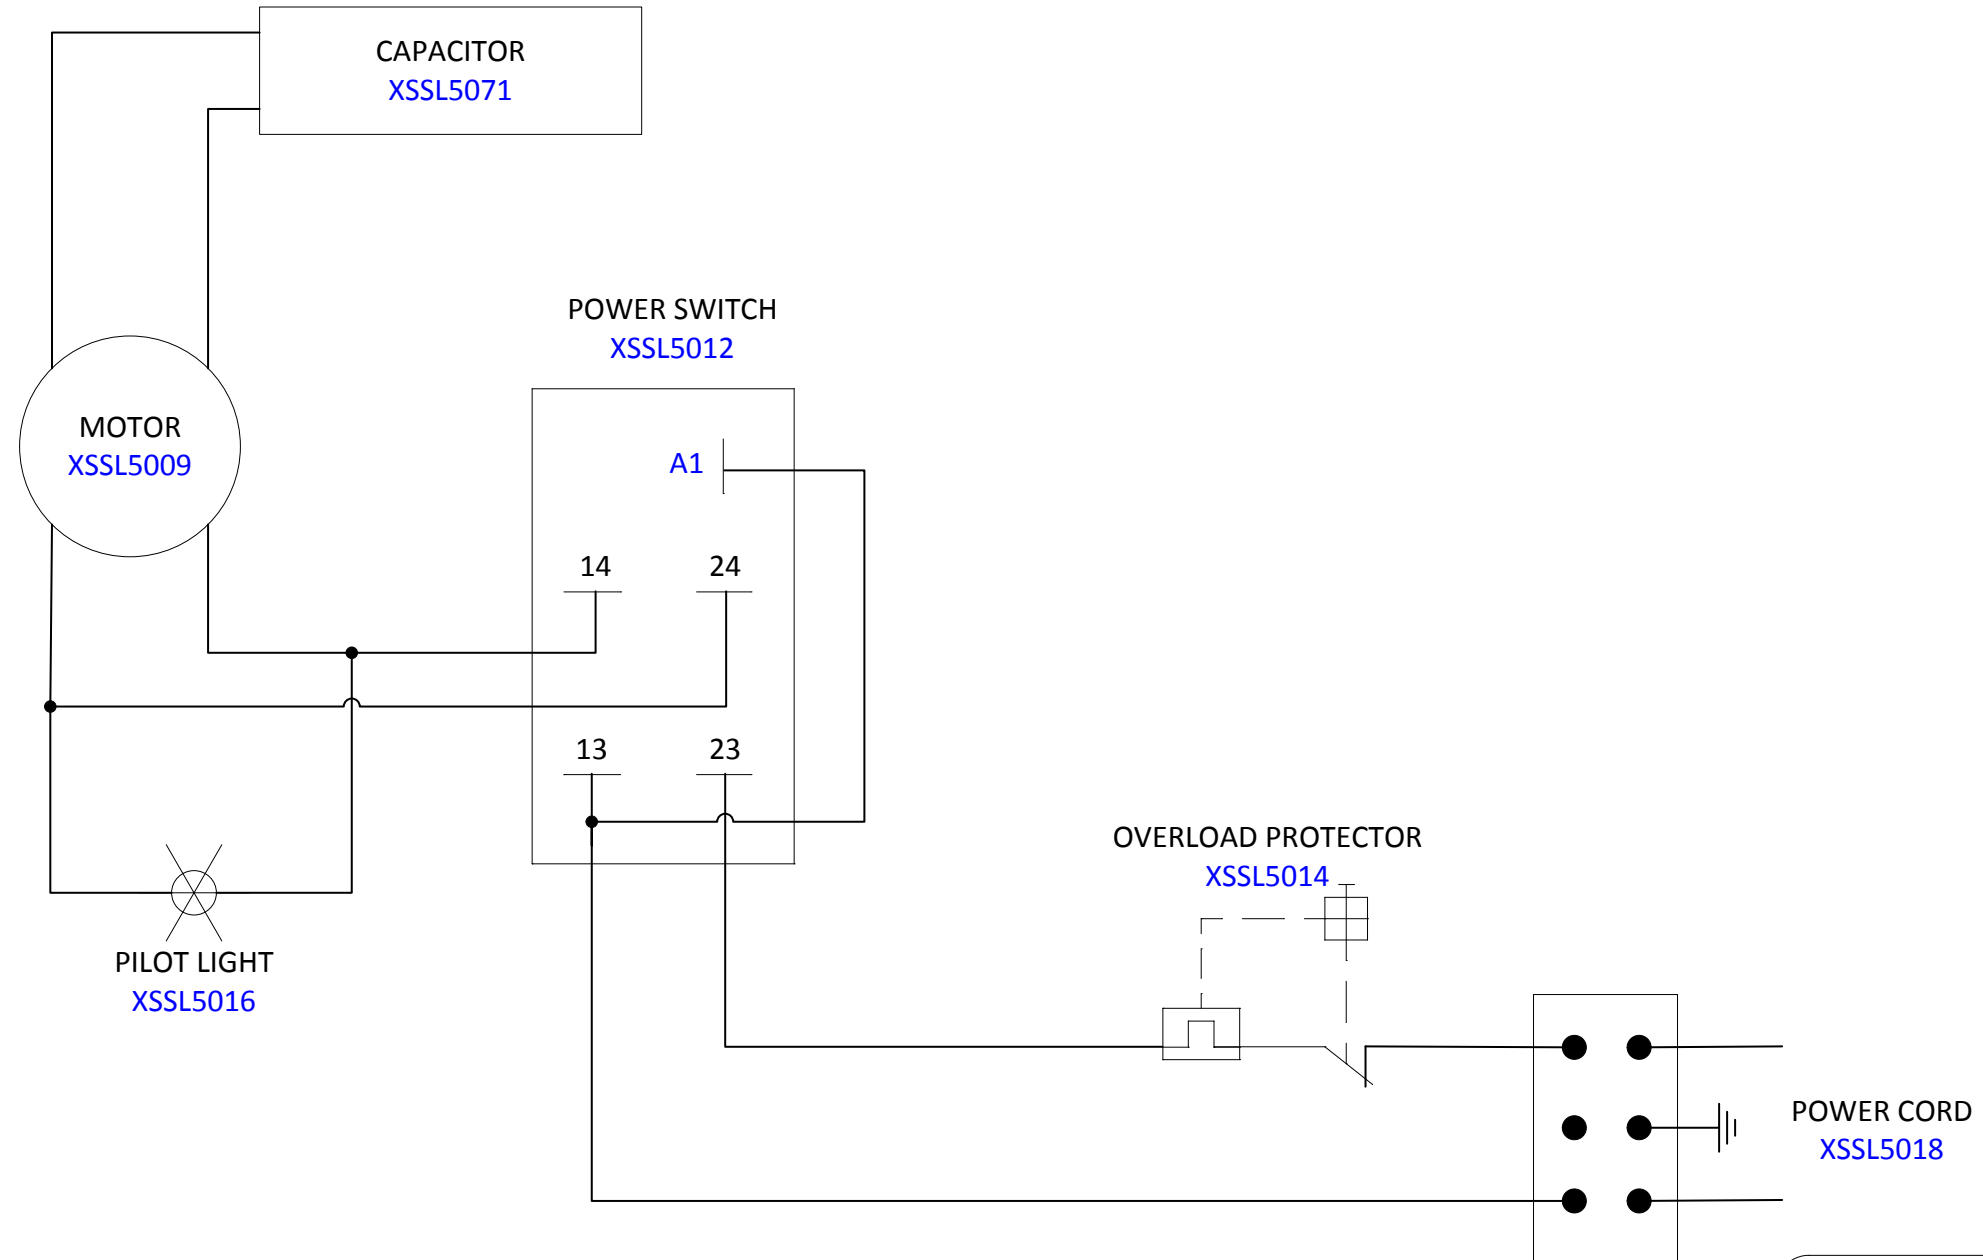 CAPACITOR
XSSL5071
POWER SWITCH
XSSL5012
MOTOR
XSSL5009
A1
14
24
13
23
OVERLOAD PROTECTOR
XSSL5014
PILOT LIGHT
XSSL5016
POWER CORD
XSSL5018